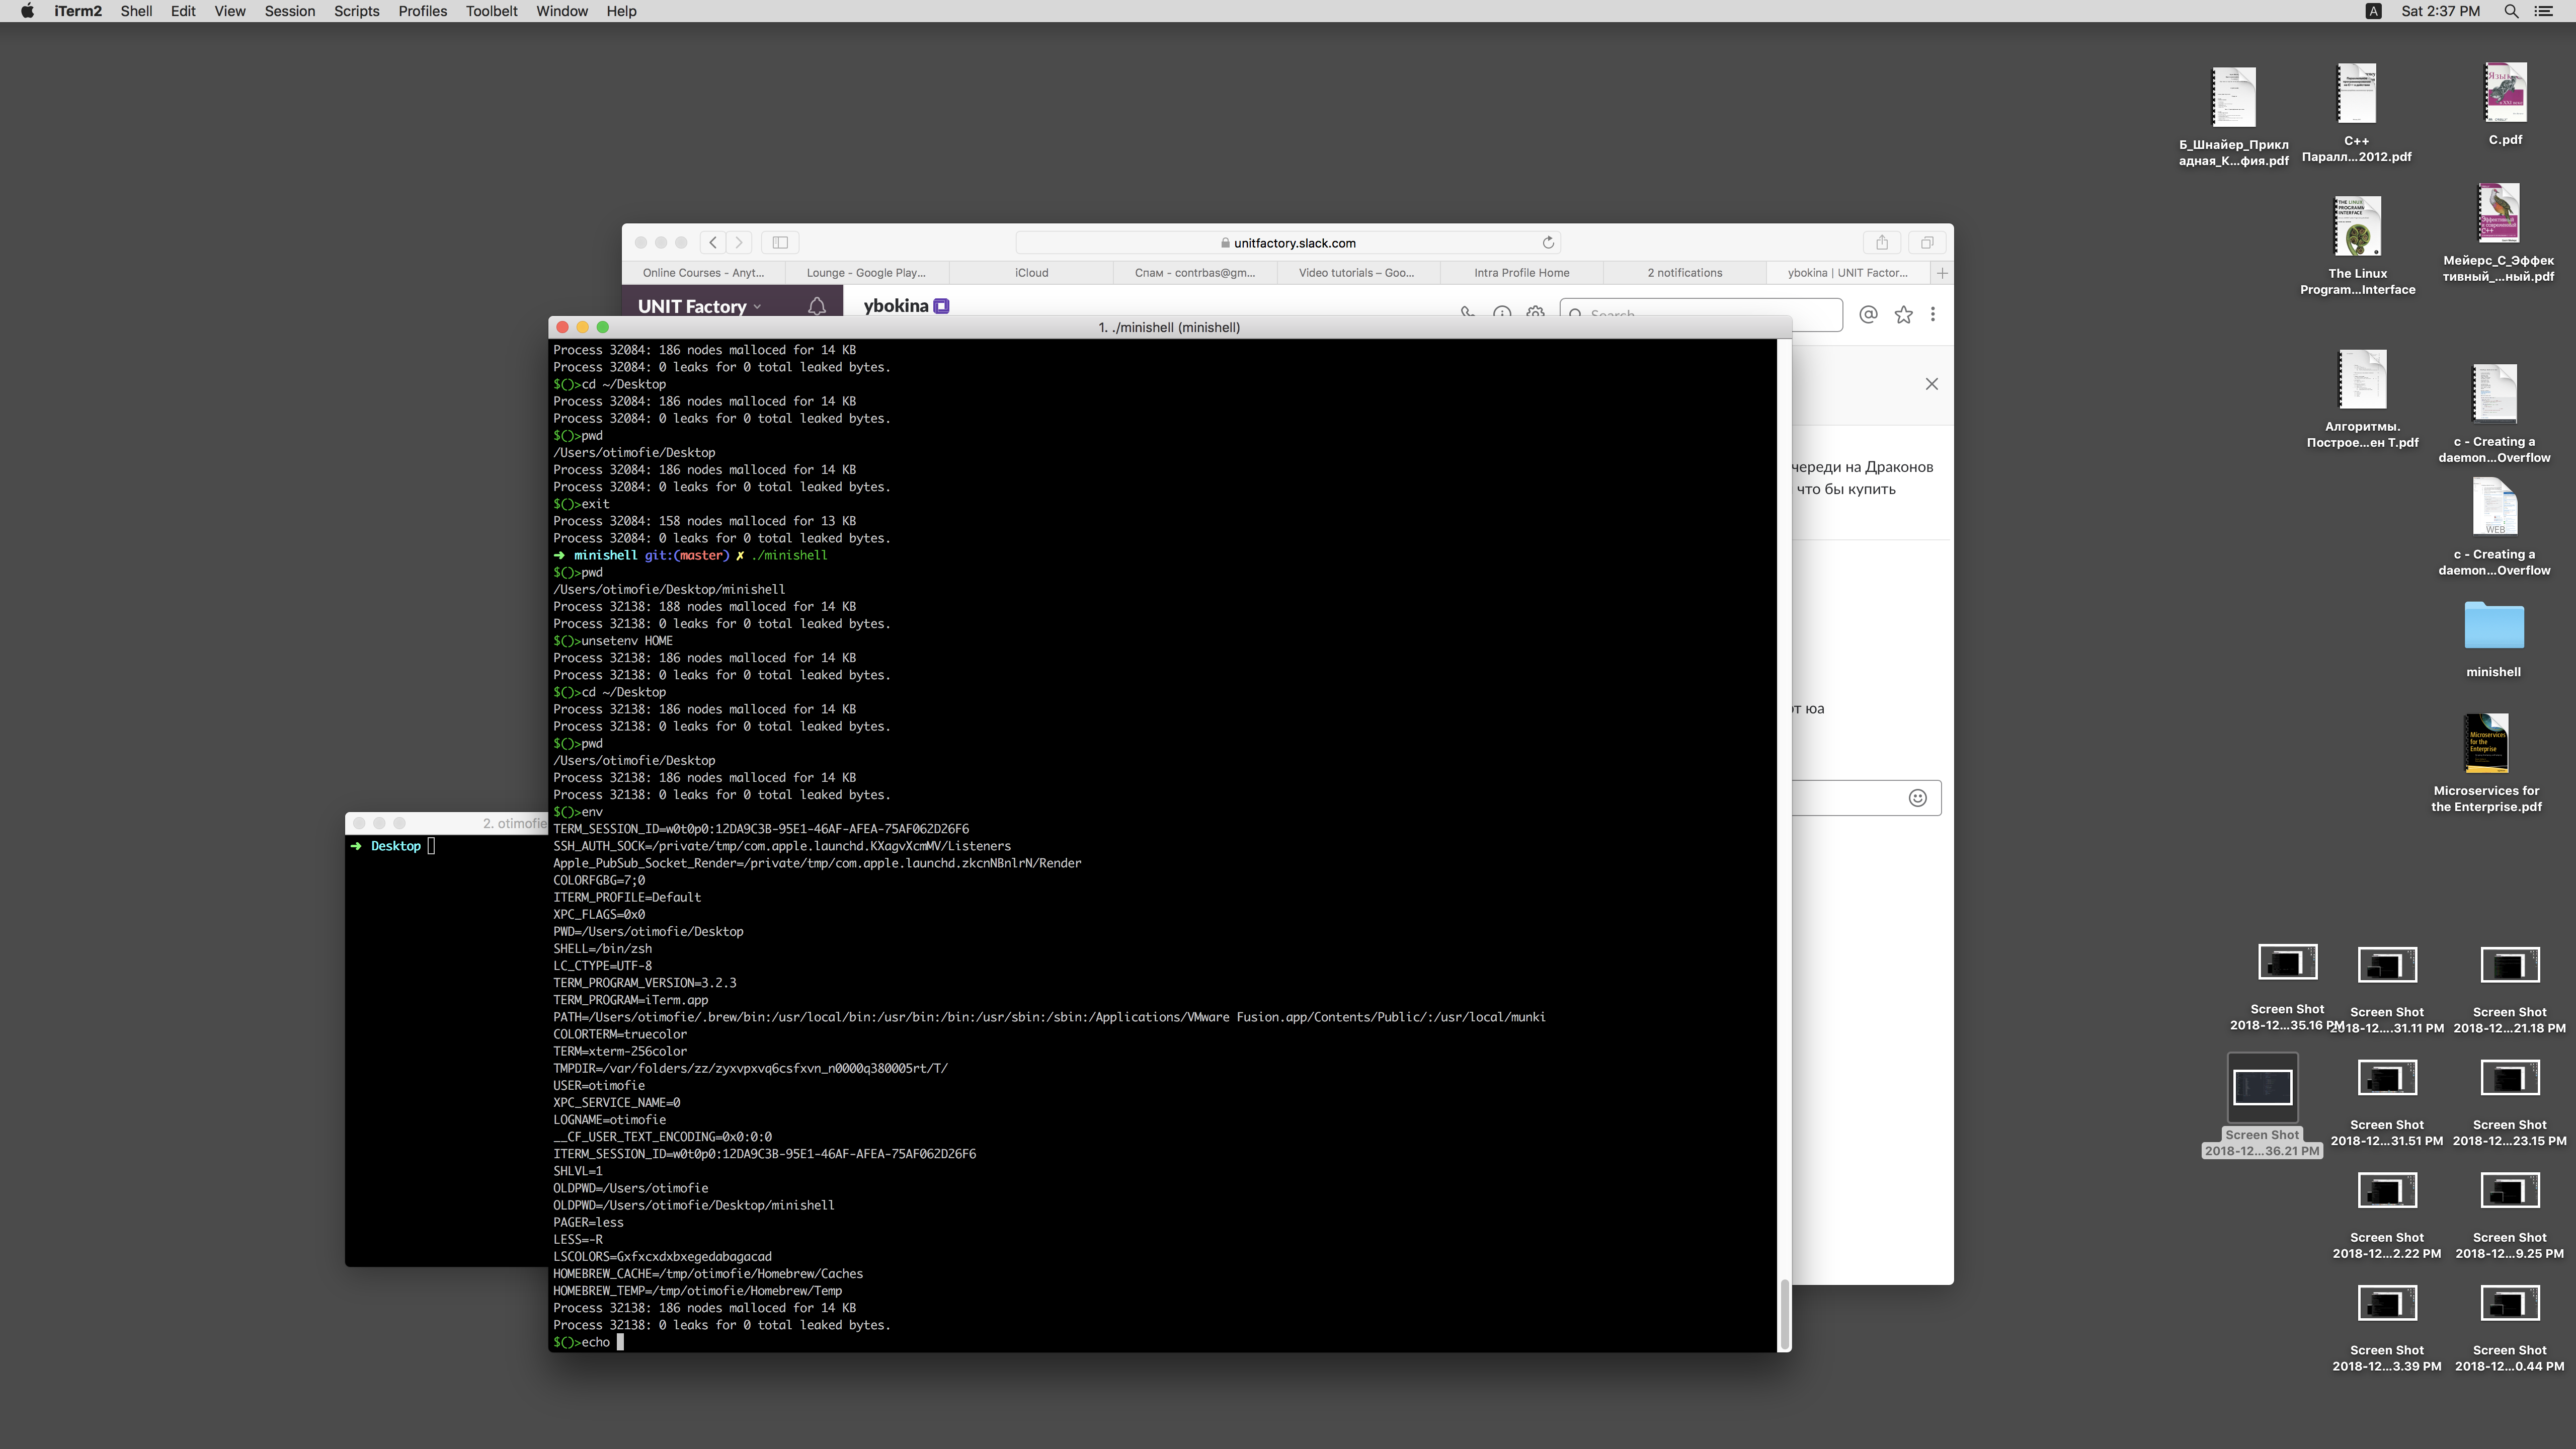 iTerm2 Shell Edit View Session Scripts Profiles Toolbelt Window Help
A Sat 2:37 PM
unitfactory.slack.com
Online Courses - Anyt... Lounge - Google Play... iCloud Спам - contrbas@gm... Video tutorials – Goo... Intra Profile Home 2 notifications ybokina | UNIT Factor...
UNIT Factory ybokina Search
1. ./minishell (minishell)
Process 32084: 186 nodes malloced for 14 KB
Process 32084: 0 leaks for 0 total leaked bytes.
$()>cd ~/Desktop
Process 32084: 186 nodes malloced for 14 KB
Process 32084: 0 leaks for 0 total leaked bytes.
$()>pwd
/Users/otimofie/Desktop
Process 32084: 186 nodes malloced for 14 KB
Process 32084: 0 leaks for 0 total leaked bytes.
$()>exit
Process 32084: 158 nodes malloced for 13 KB
Process 32084: 0 leaks for 0 total leaked bytes.
➜ minishell git:(master) ✗ ./minishell
$()>pwd
/Users/otimofie/Desktop/minishell
Process 32138: 188 nodes malloced for 14 KB
Process 32138: 0 leaks for 0 total leaked bytes.
$()>unsetenv HOME
Process 32138: 186 nodes malloced for 14 KB
Process 32138: 0 leaks for 0 total leaked bytes.
$()>cd ~/Desktop
Process 32138: 186 nodes malloced for 14 KB
Process 32138: 0 leaks for 0 total leaked bytes.
$()>pwd
/Users/otimofie/Desktop
Process 32138: 186 nodes malloced for 14 KB
Process 32138: 0 leaks for 0 total leaked bytes.
$()>env
TERM_SESSION_ID=w0t0p0:12DA9C3B-95E1-46AF-AFEA-75AF062D26F6
SSH_AUTH_SOCK=/private/tmp/com.apple.launchd.KXagvXcmMV/Listeners
Apple_PubSub_Socket_Render=/private/tmp/com.apple.launchd.zkcnNBnlrN/Render
COLORFGBG=7;0
ITERM_PROFILE=Default
XPC_FLAGS=0x0
PWD=/Users/otimofie/Desktop
SHELL=/bin/zsh
LC_CTYPE=UTF-8
TERM_PROGRAM_VERSION=3.2.3
TERM_PROGRAM=iTerm.app
PATH=/Users/otimofie/.brew/bin:/usr/local/bin:/usr/bin:/bin:/usr/sbin:/sbin:/Applications/VMware Fusion.app/Contents/Public/:/usr/local/munki
COLORTERM=truecolor
TERM=xterm-256color
TMPDIR=/var/folders/zz/zyxvpxvq6csfxvn_n0000q380005rt/T/
USER=otimofie
XPC_SERVICE_NAME=0
LOGNAME=otimofie
__CF_USER_TEXT_ENCODING=0x0:0:0
ITERM_SESSION_ID=w0t0p0:12DA9C3B-95E1-46AF-AFEA-75AF062D26F6
SHLVL=1
OLDPWD=/Users/otimofie
OLDPWD=/Users/otimofie/Desktop/minishell
PAGER=less
LESS=-R
LSCOLORS=Gxfxcxdxbxegedabagacad
HOMEBREW_CACHE=/tmp/otimofie/Homebrew/Caches
HOMEBREW_TEMP=/tmp/otimofie/Homebrew/Temp
Process 32138: 186 nodes malloced for 14 KB
Process 32138: 0 leaks for 0 total leaked bytes.
$()>echo
2. otimofie
➜ Desktop
череди на Драконов
что бы купить
от юа
Б_Шнайер_Прикл
адная_К...фия.pdf
C++
Паралл...2012.pdf
C.pdf
THE LINUX
PROGRAMMING
INTERFACE
The Linux
Program...Interface
Мейерс_С_Эффек
тивный_...ный.pdf
Алгоритмы.
Построе...ен Т.pdf
c - Creating a
daemon...Overflow
WEB
c - Creating a
daemon...Overflow
minishell
Microservices
for the
Enterprise
Microservices for
the Enterprise.pdf
Screen Shot
2018-12...35.16 PM
Screen Shot
2018-12....31.11 PM
Screen Shot
2018-12...21.18 PM
Screen Shot
2018-12...36.21 PM
Screen Shot
2018-12...31.51 PM
Screen Shot
2018-12...23.15 PM
Screen Shot
2018-12...2.22 PM
Screen Shot
2018-12...9.25 PM
Screen Shot
2018-12...3.39 PM
Screen Shot
2018-12...0.44 PM